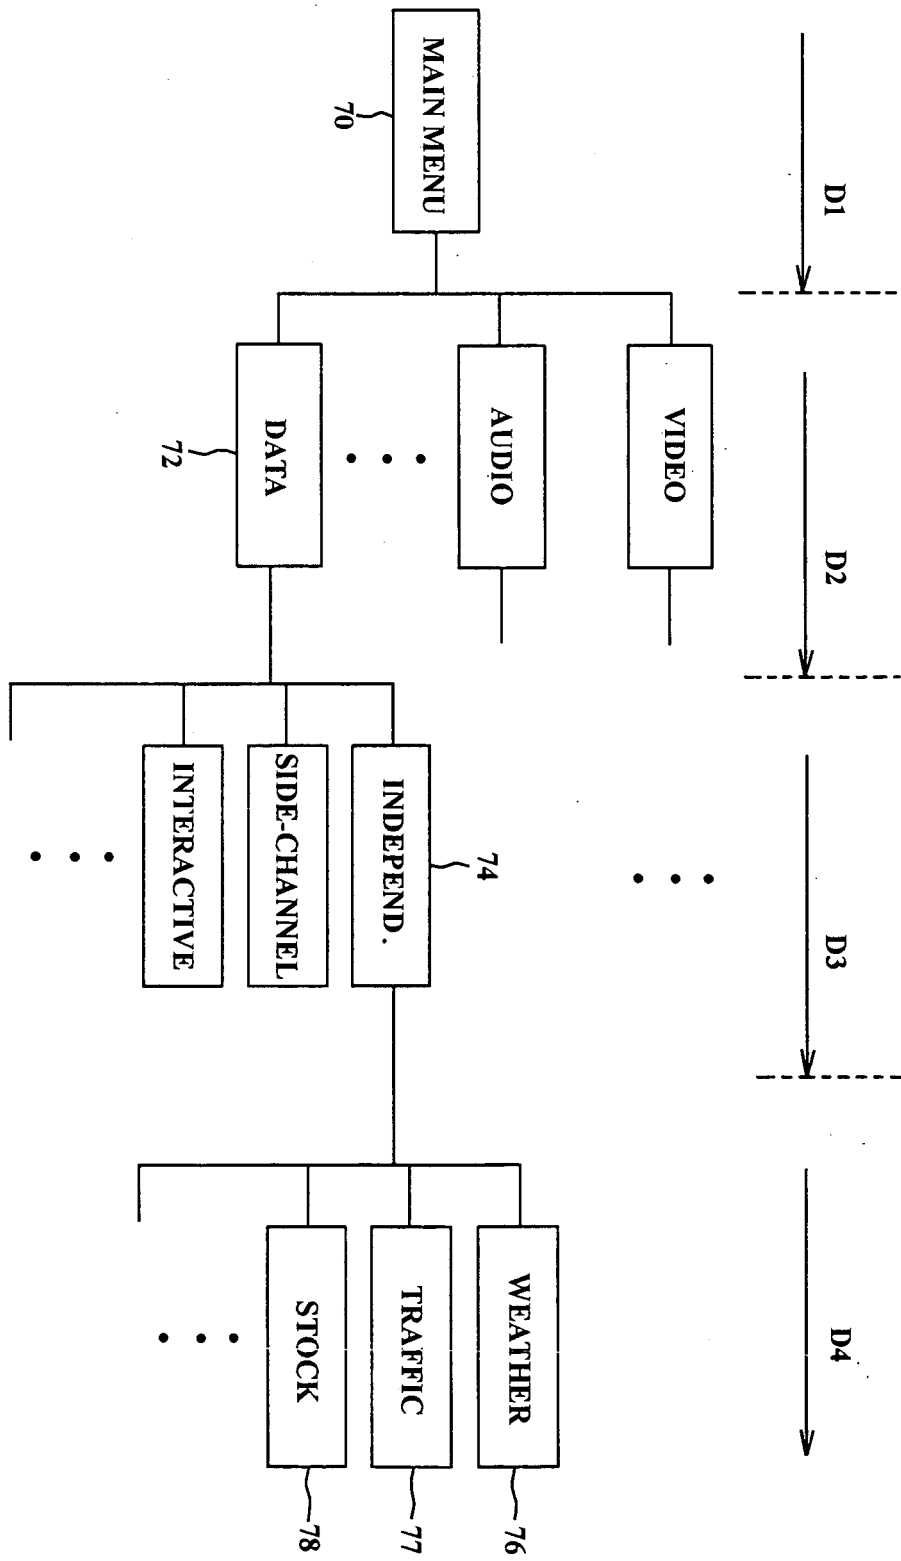 D1
D2
D3
D4
MAIN MENU
70
VIDEO
AUDIO
DATA
72
INDEPEND.
74
SIDE-CHANNEL
INTERACTIVE
WEATHER
76
TRAFFIC
77
STOCK
78